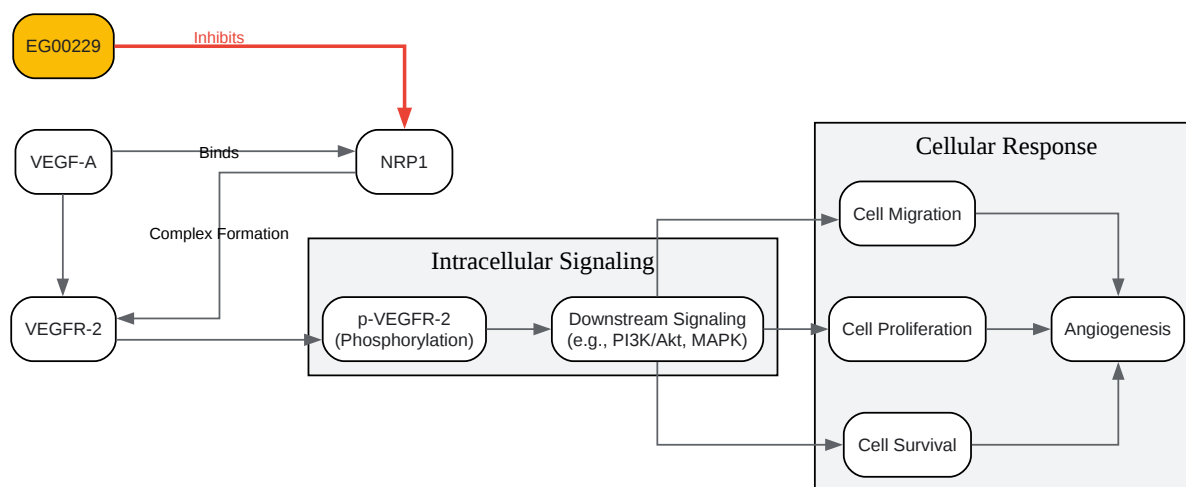 EG00229
Inhibits
VEGF-A
Binds
NRP1
Cellular Response
Cell Migration
Complex Formation
Intracellular Signaling
VEGFR-2
p-VEGFR-2
(Phosphorylation)
Downstream Signaling
(e.g., PI3K/Akt, MAPK)
Cell Proliferation
Angiogenesis
Cell Survival